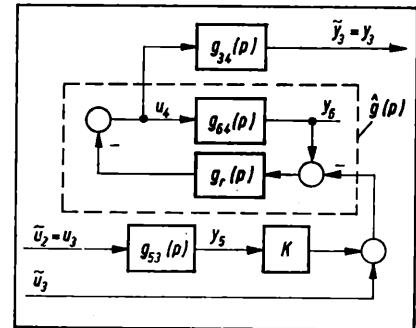 g₃₄(p)
ỹ₃ = y₃
u₄
g₆₄(p)
y₆
ĝ(p)
−
gᵣ(p)
−
ũ₂ = u₃
g₅₃(p)
y₅
K
ũ₃